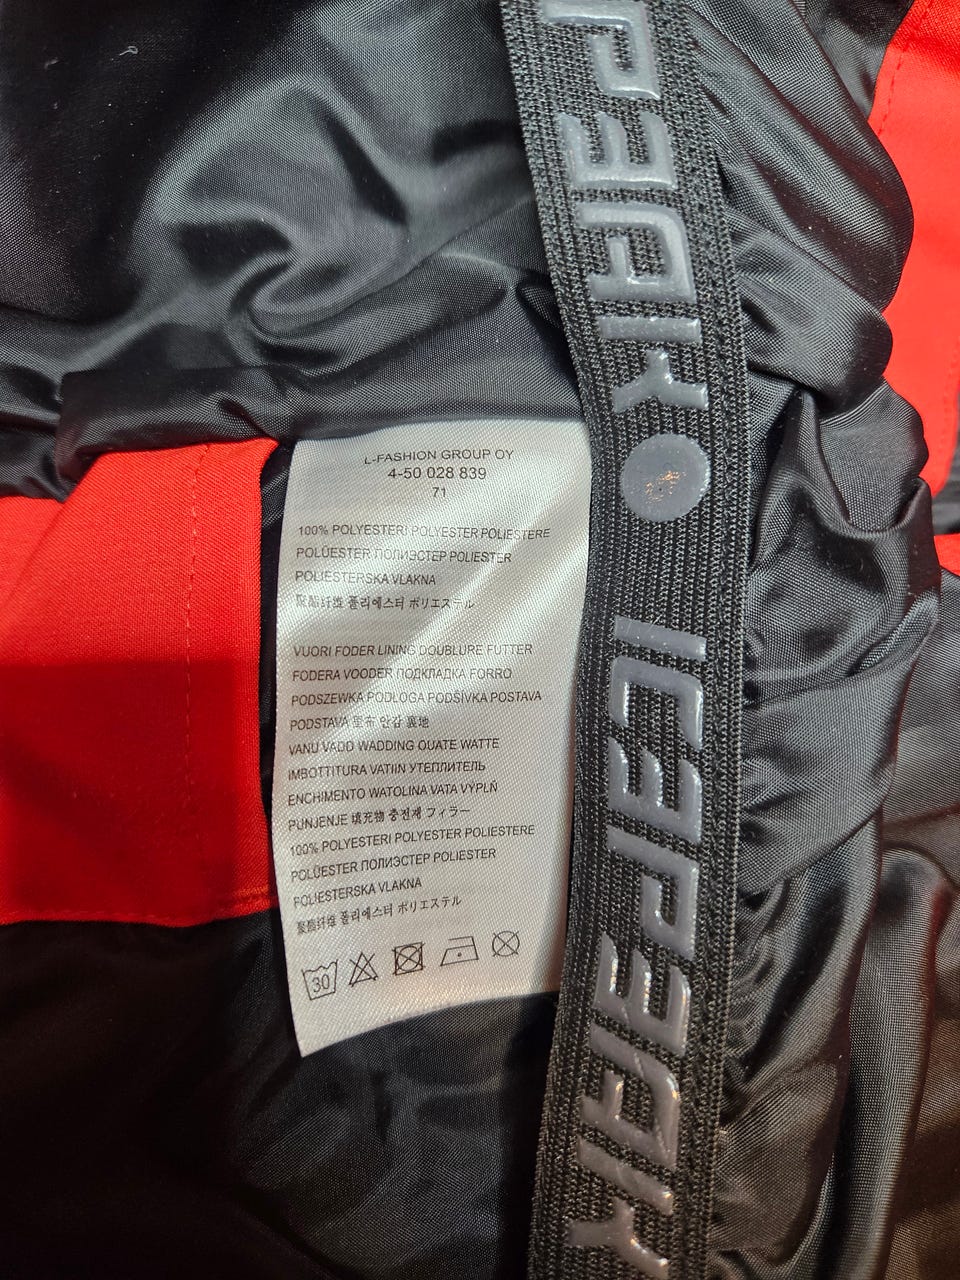 L-FASHION GROUP OY
4-50 028 839
71
100% POLYESTERI POLYESTER POLIESTERE
POLÜESTER ПОЛИЭСТЕР POLIESTER
POLIESTERSKA VLAKNA
聚酯纤维 폴리에스터 ポリエステル
VUORI FODER LINING DOUBLURE FUTTER
FODERA VOODER ПОДКЛАДКА FORRO
PODSZEWKA PODLOGA PODŠÍVKA POSTAVA
PODSTAVA 里布 안감 裏地
VANU VADD WADDING OUATE WATTE
IMBOTTITURA VATIIN УТЕПЛИТЕЛЬ
ENCHIMENTO WATOLINA VATA VÝPLŇ
PUNJENJE 填充物 충전재 フィラー
100% POLYESTERI POLYESTER POLIESTERE
POLÜESTER ПОЛИЭСТЕР POLIESTER
POLIESTERSKA VLAKNA
聚酯纤维 폴리에스터 ポリエステル
30
PEAK
ICEPEAK